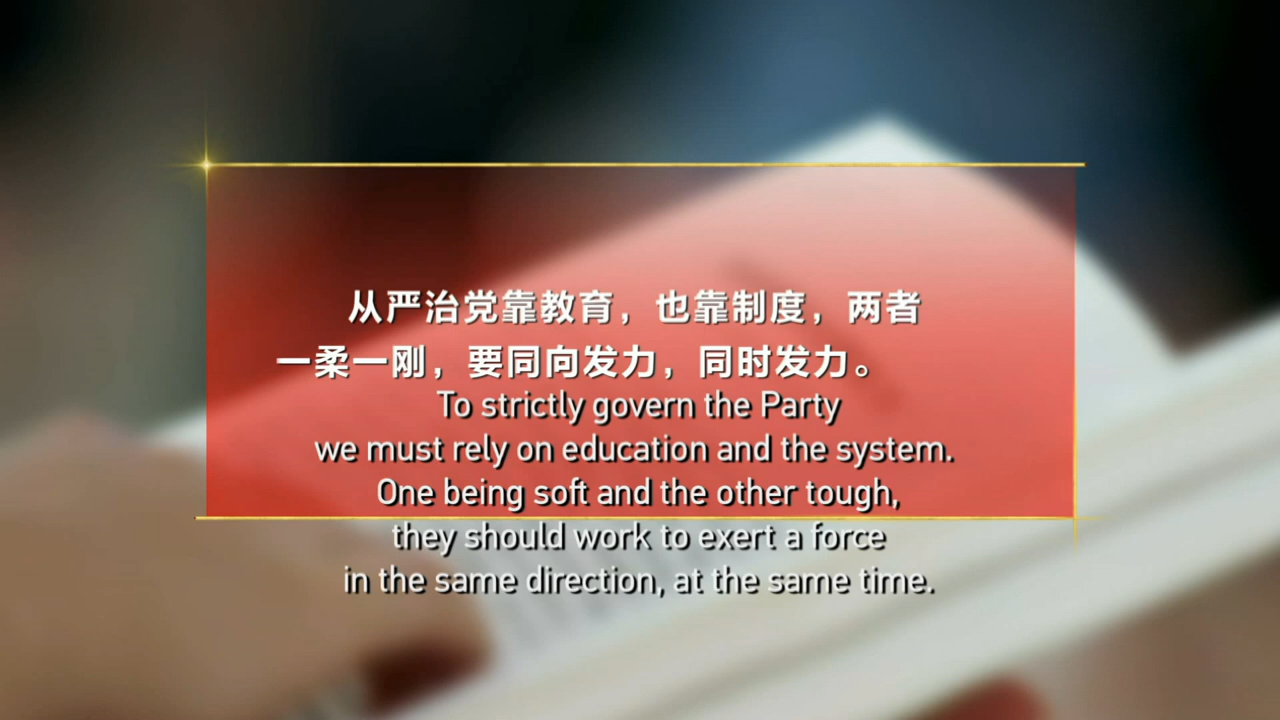 从严治党靠教育，也靠制度，两者
一柔一刚，要同向发力，同时发力。
To strictly govern the Party
we must rely on education and the system.
One being soft and the other tough,
they should work to exert a force
in the same direction, at the same time.